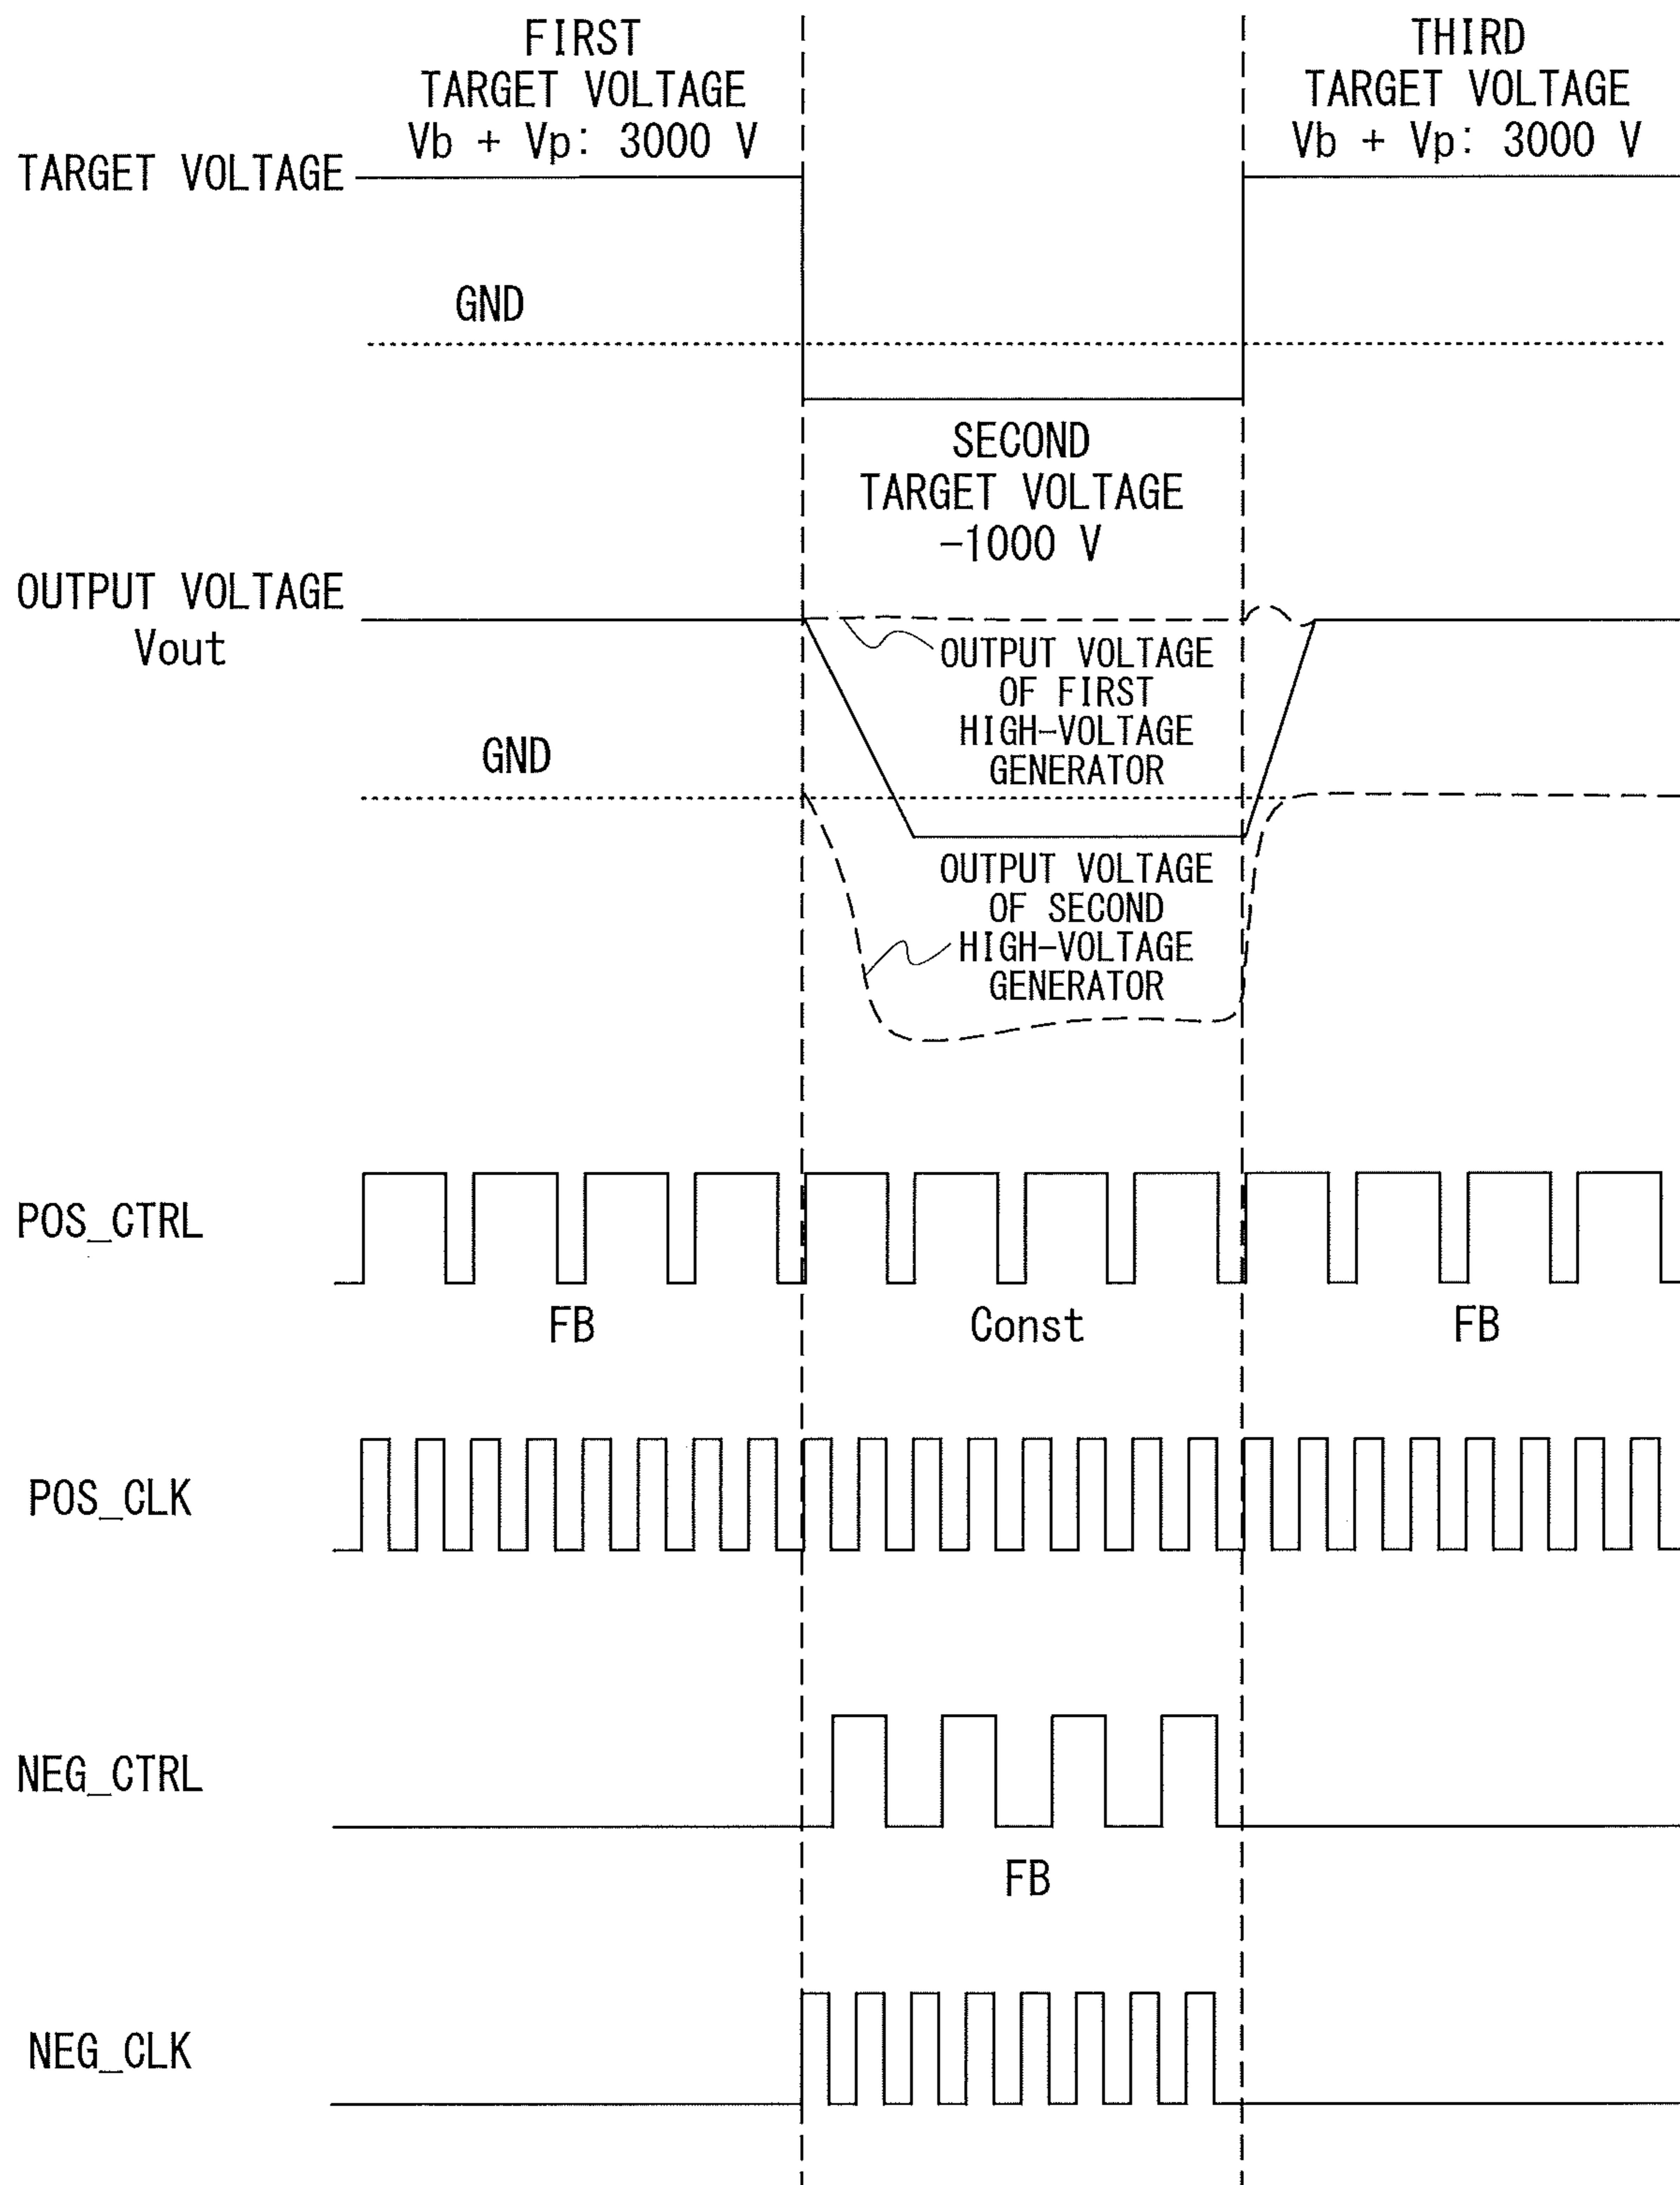 FIRST
TARGET VOLTAGE
Vb + Vp: 3000 V
THIRD
TARGET VOLTAGE
Vb + Vp: 3000 V
TARGET VOLTAGE
GND
SECOND
TARGET VOLTAGE
-1000 V
OUTPUT VOLTAGE
Vout
OUTPUT VOLTAGE
OF FIRST
HIGH-VOLTAGE
GENERATOR
GND
OUTPUT VOLTAGE
OF SECOND
HIGH-VOLTAGE
GENERATOR
POS_CTRL
FB
Const
FB
POS_CLK
NEG_CTRL
FB
NEG_CLK